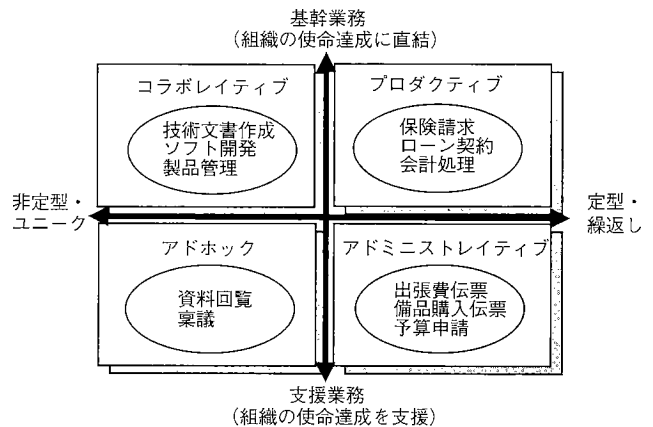 基幹業務
(組織の使命達成に直結)
コラボレイティブ
プロダクティブ
技術文書作成
ソフト開発
製品管理
保険請求
ローン契約
会計処理
非定型・
ユニーク
定型・
繰返し
アドホック
アドミニストレイティブ
資料回覧
稟議
出張費伝票
備品購入伝票
予算申請
支援業務
(組織の使命達成を支援)